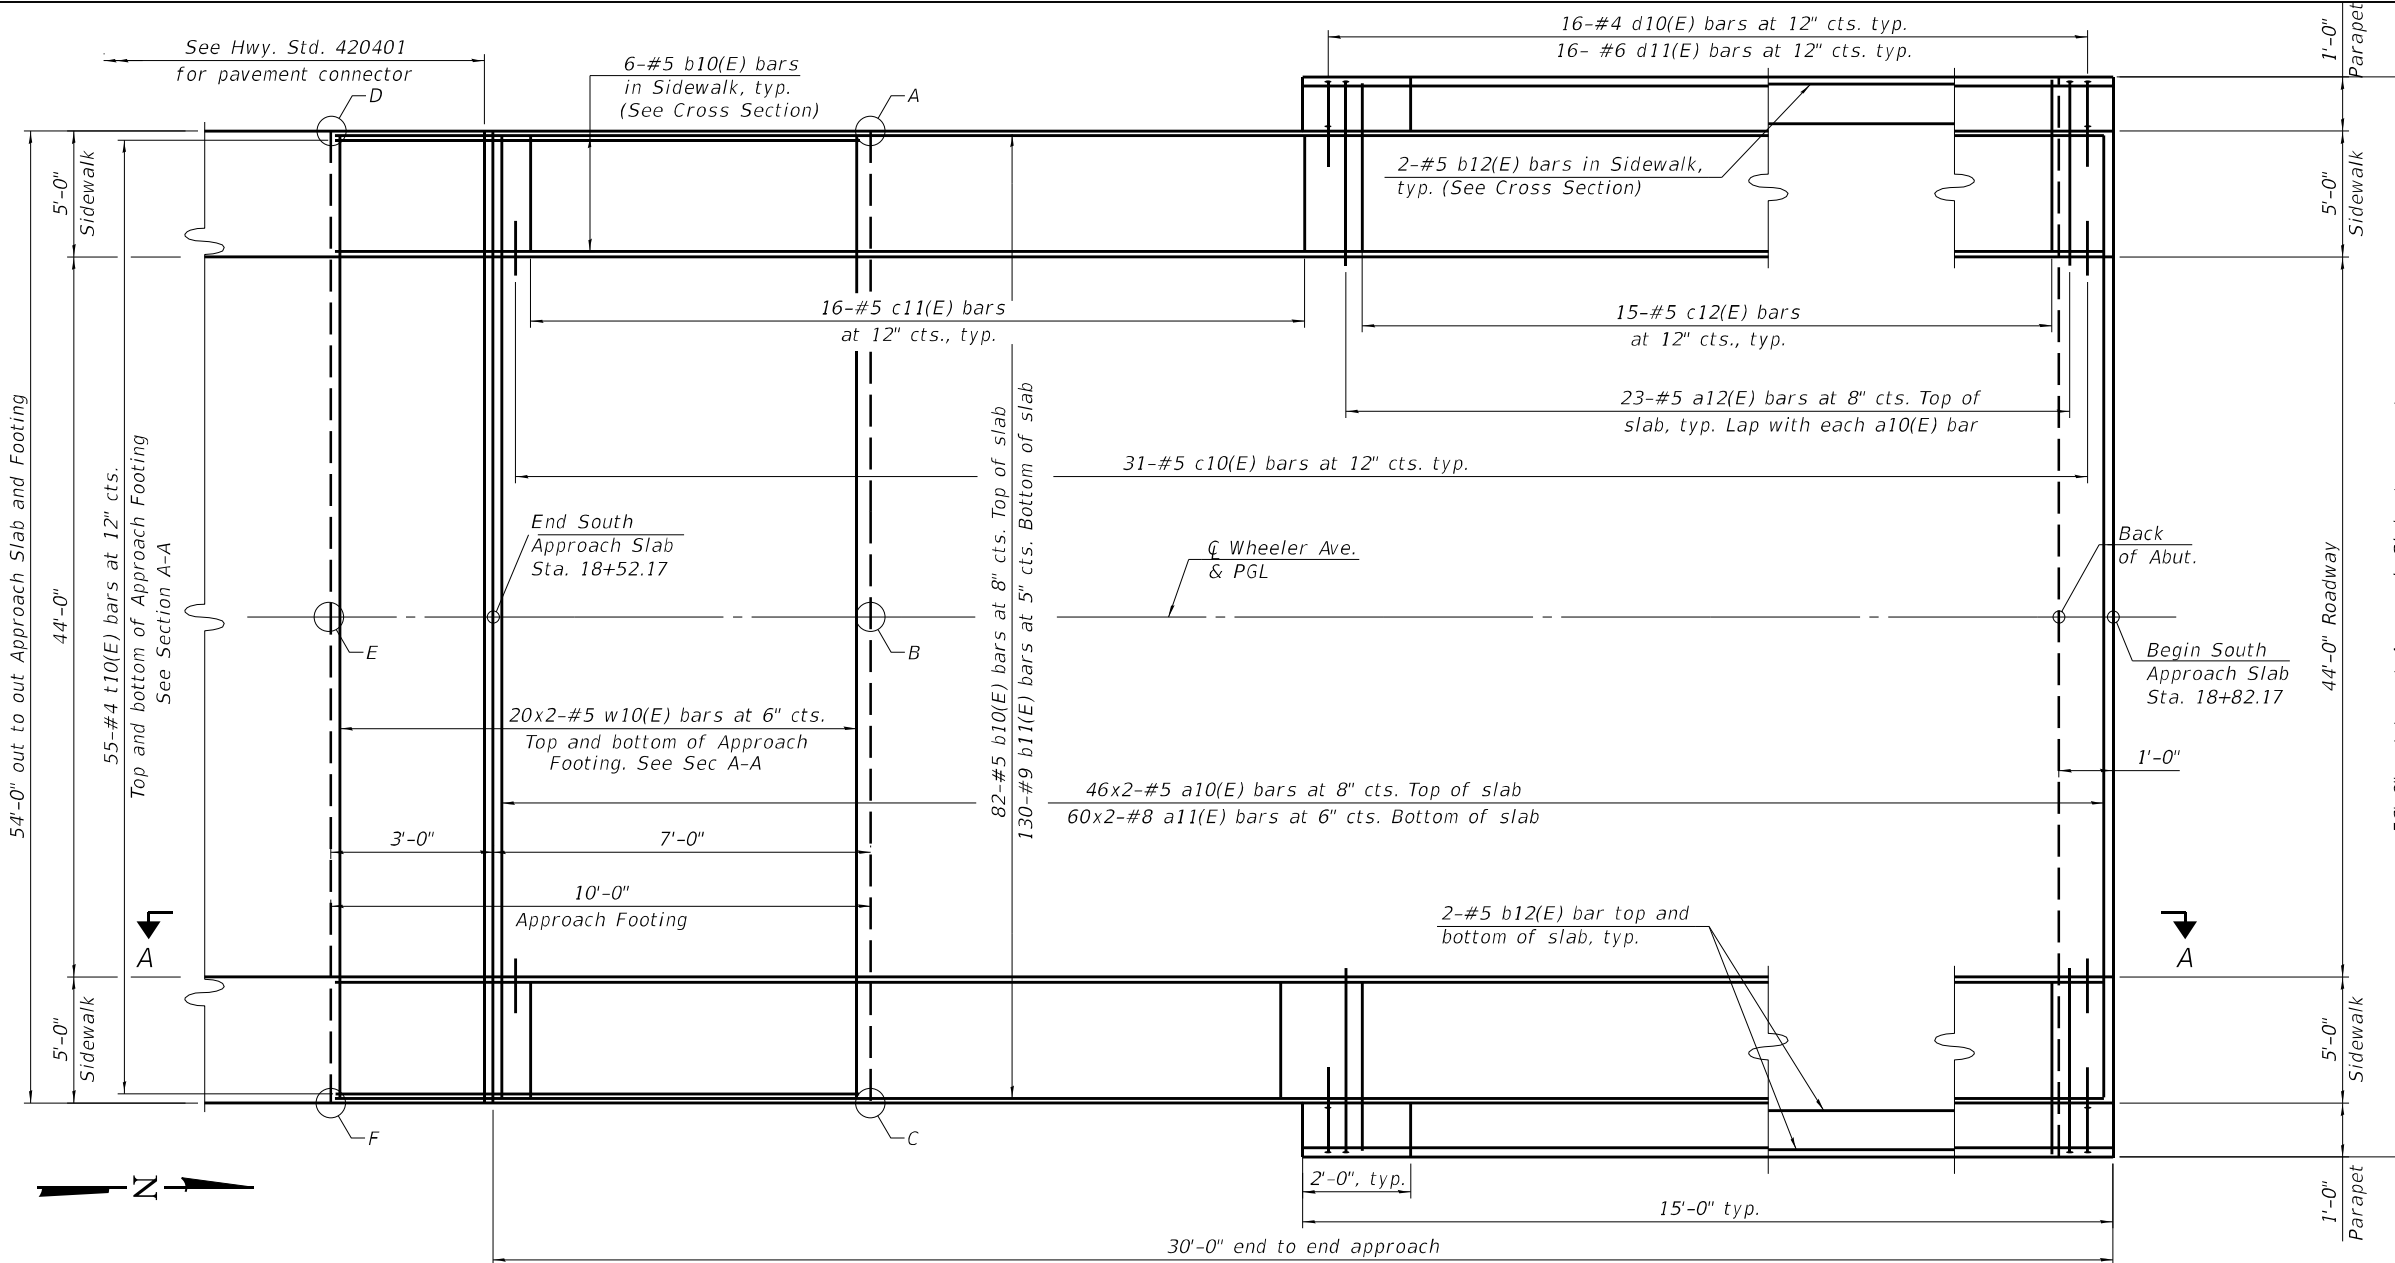 16-#4 d10(E) bars at 12" cts. typ.
16- #6 d11(E) bars at 12" cts. typ.
1'-0"
Parapet
See Hwy. Std. 420401
for pavement connector
6-#5 b10(E) bars
in Sidewalk, typ.
(See Cross Section)
D
A
5'-0"
Sidewalk
2-#5 b12(E) bars in Sidewalk,
typ. (See Cross Section)
5'-0"
Sidewalk
16-#5 c11(E) bars
at 12" cts., typ.
15-#5 c12(E) bars
at 12" cts., typ.
23-#5 a12(E) bars at 8" cts. Top of
slab, typ. Lap with each a10(E) bar
31-#5 c10(E) bars at 12" cts. typ.
54'-0" out to out Approach Slab and Footing
44'-0"
55-#4 t10(E) bars at 12" cts.
Top and bottom of Approach Footing
See Section A-A
End South
Approach Slab
Sta. 18+52.17
82-#5 b10(E) bars at 8" cts. Top of slab
130-#9 b11(E) bars at 5" cts. Bottom of slab
℄ Wheeler Ave.
& PGL
Back
of Abut.
44'-0" Roadway
E
B
Begin South
Approach Slab
Sta. 18+82.17
20x2-#5 w10(E) bars at 6" cts.
Top and bottom of Approach
Footing. See Sec A-A
1'-0"
46x2-#5 a10(E) bars at 8" cts. Top of slab
60x2-#8 a11(E) bars at 6" cts. Bottom of slab
3'-0"
7'-0"
10'-0"
Approach Footing
2-#5 b12(E) bar top and
bottom of slab, typ.
A
A
5'-0"
Sidewalk
5'-0"
Sidewalk
F
C
N
2'-0", typ.
15'-0" typ.
1'-0"
Parapet
30'-0" end to end approach